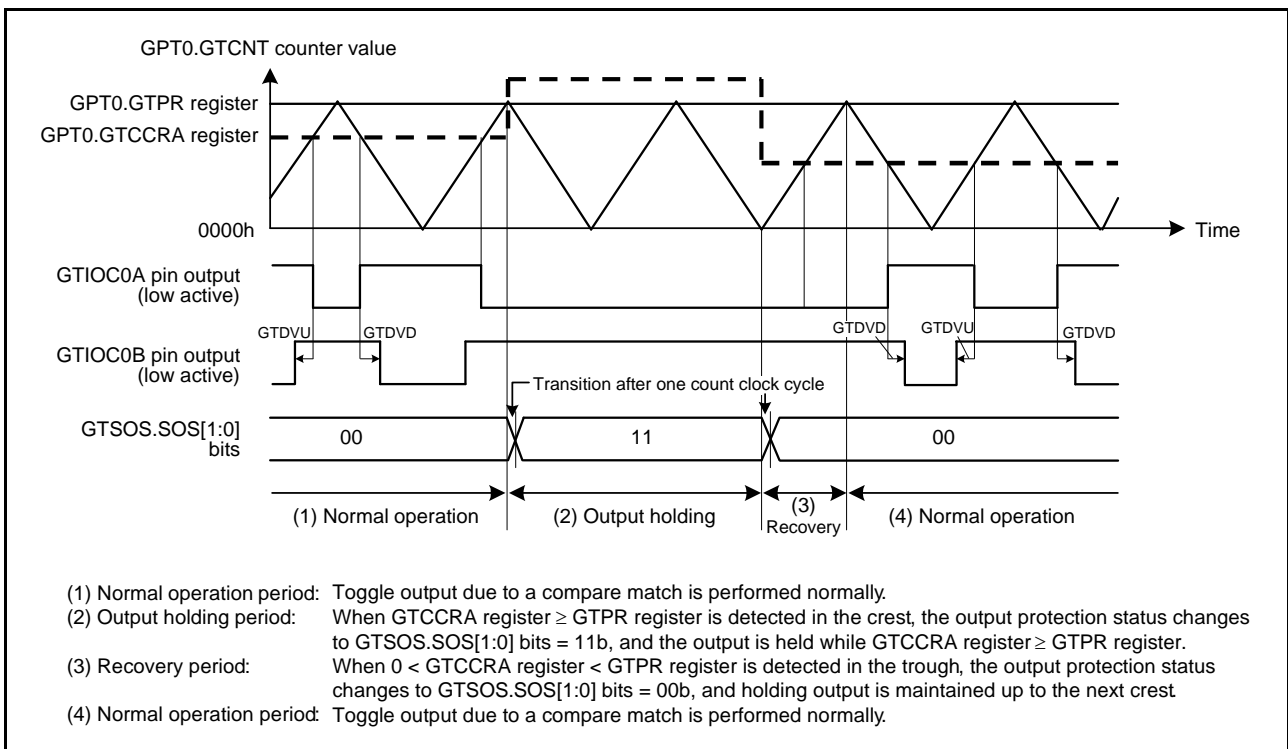 GPT0.GTCNT counter value
GPT0.GTPR register
GPT0.GTCCRA register
0000h
Time
GTIOC0A pin output
(low active)
GTDVU
GTDVD
GTDVD
GTDVU
GTDVD
GTIOC0B pin output
(low active)
Transition after one count clock cycle
GTSOS.SOS[1:0]
bits
00
11
00
(1) Normal operation
(2) Output holding
(3)
Recovery
(4) Normal operation
(1) Normal operation period: Toggle output due to a compare match is performed normally.
(2) Output holding period: When GTCCRA register ≥ GTPR register is detected in the crest, the output protection status changes
to GTSOS.SOS[1:0] bits = 11b, and the output is held while GTCCRA register ≥ GTPR register.
(3) Recovery period: When 0 < GTCCRA register < GTPR register is detected in the trough, the output protection status
changes to GTSOS.SOS[1:0] bits = 00b, and holding output is maintained up to the next crest.
(4) Normal operation period: Toggle output due to a compare match is performed normally.